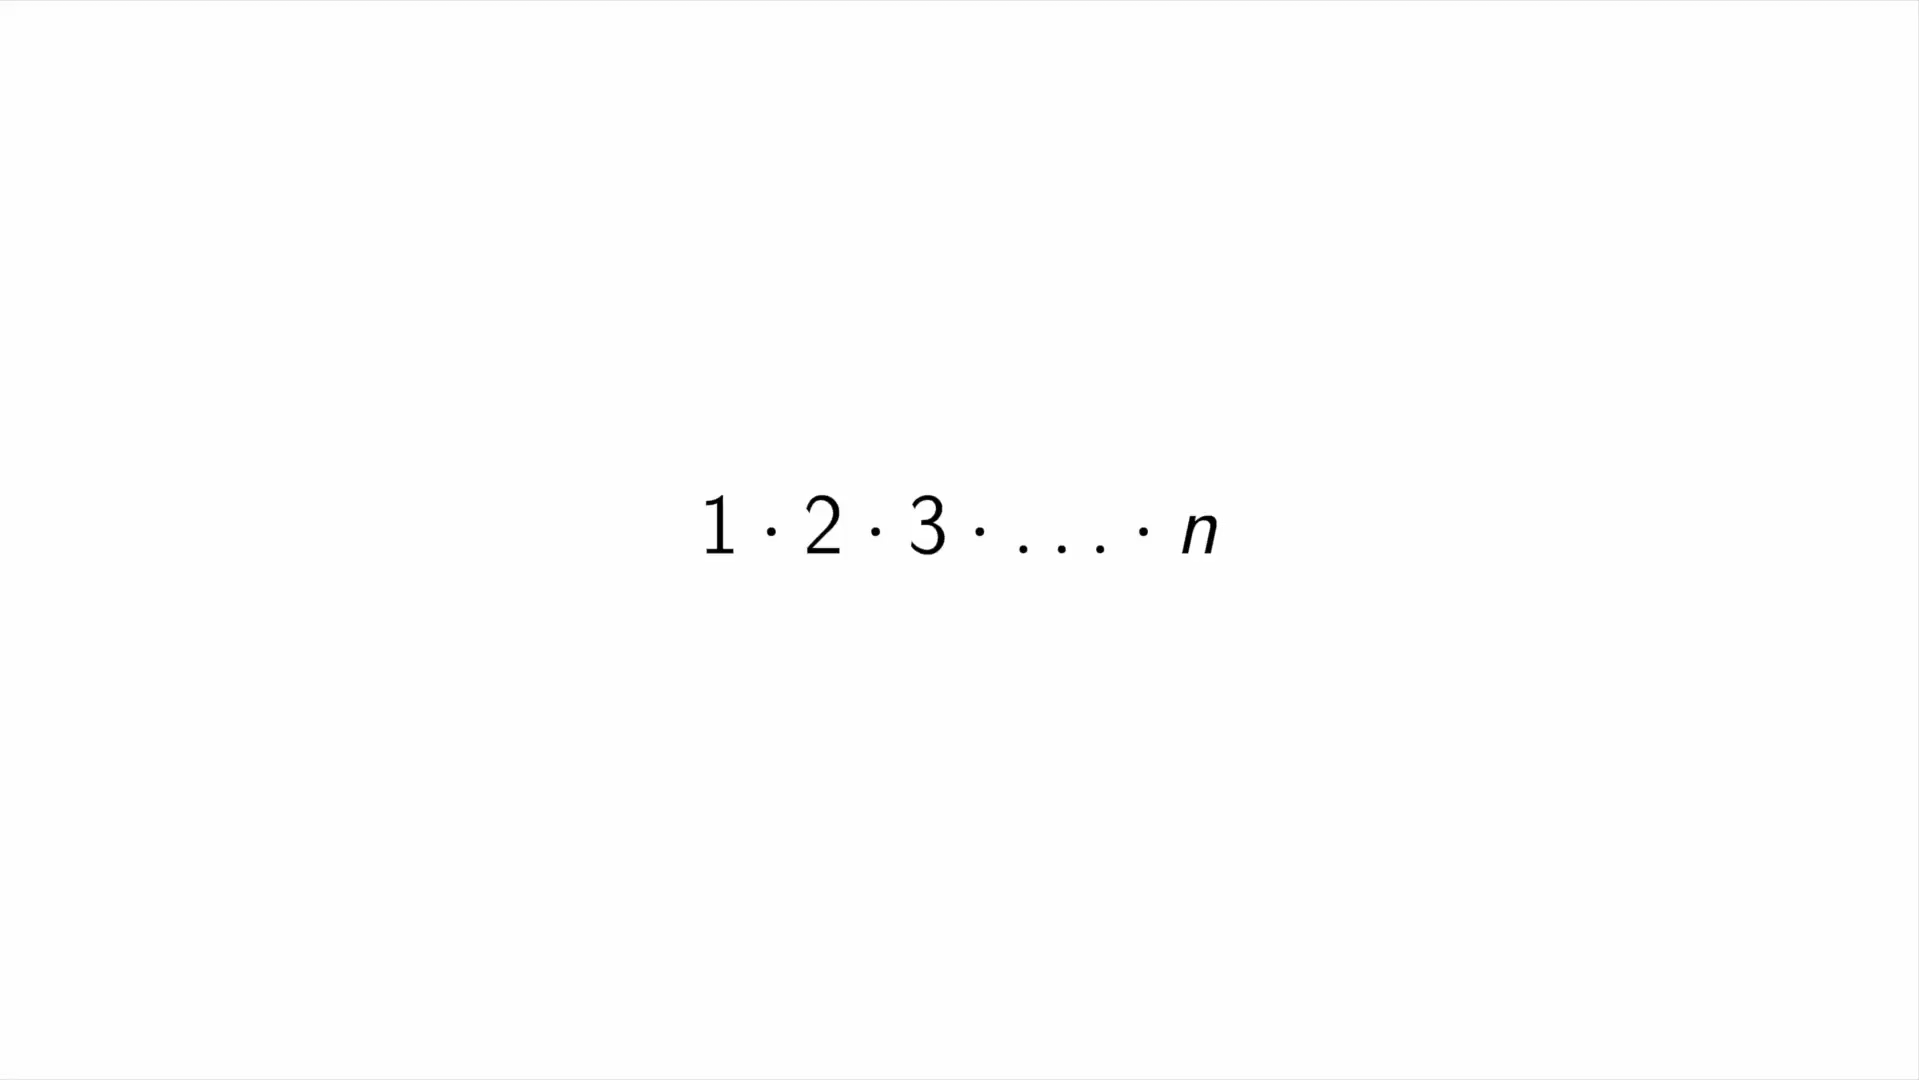 1 · 2 · 3 · . . . · n